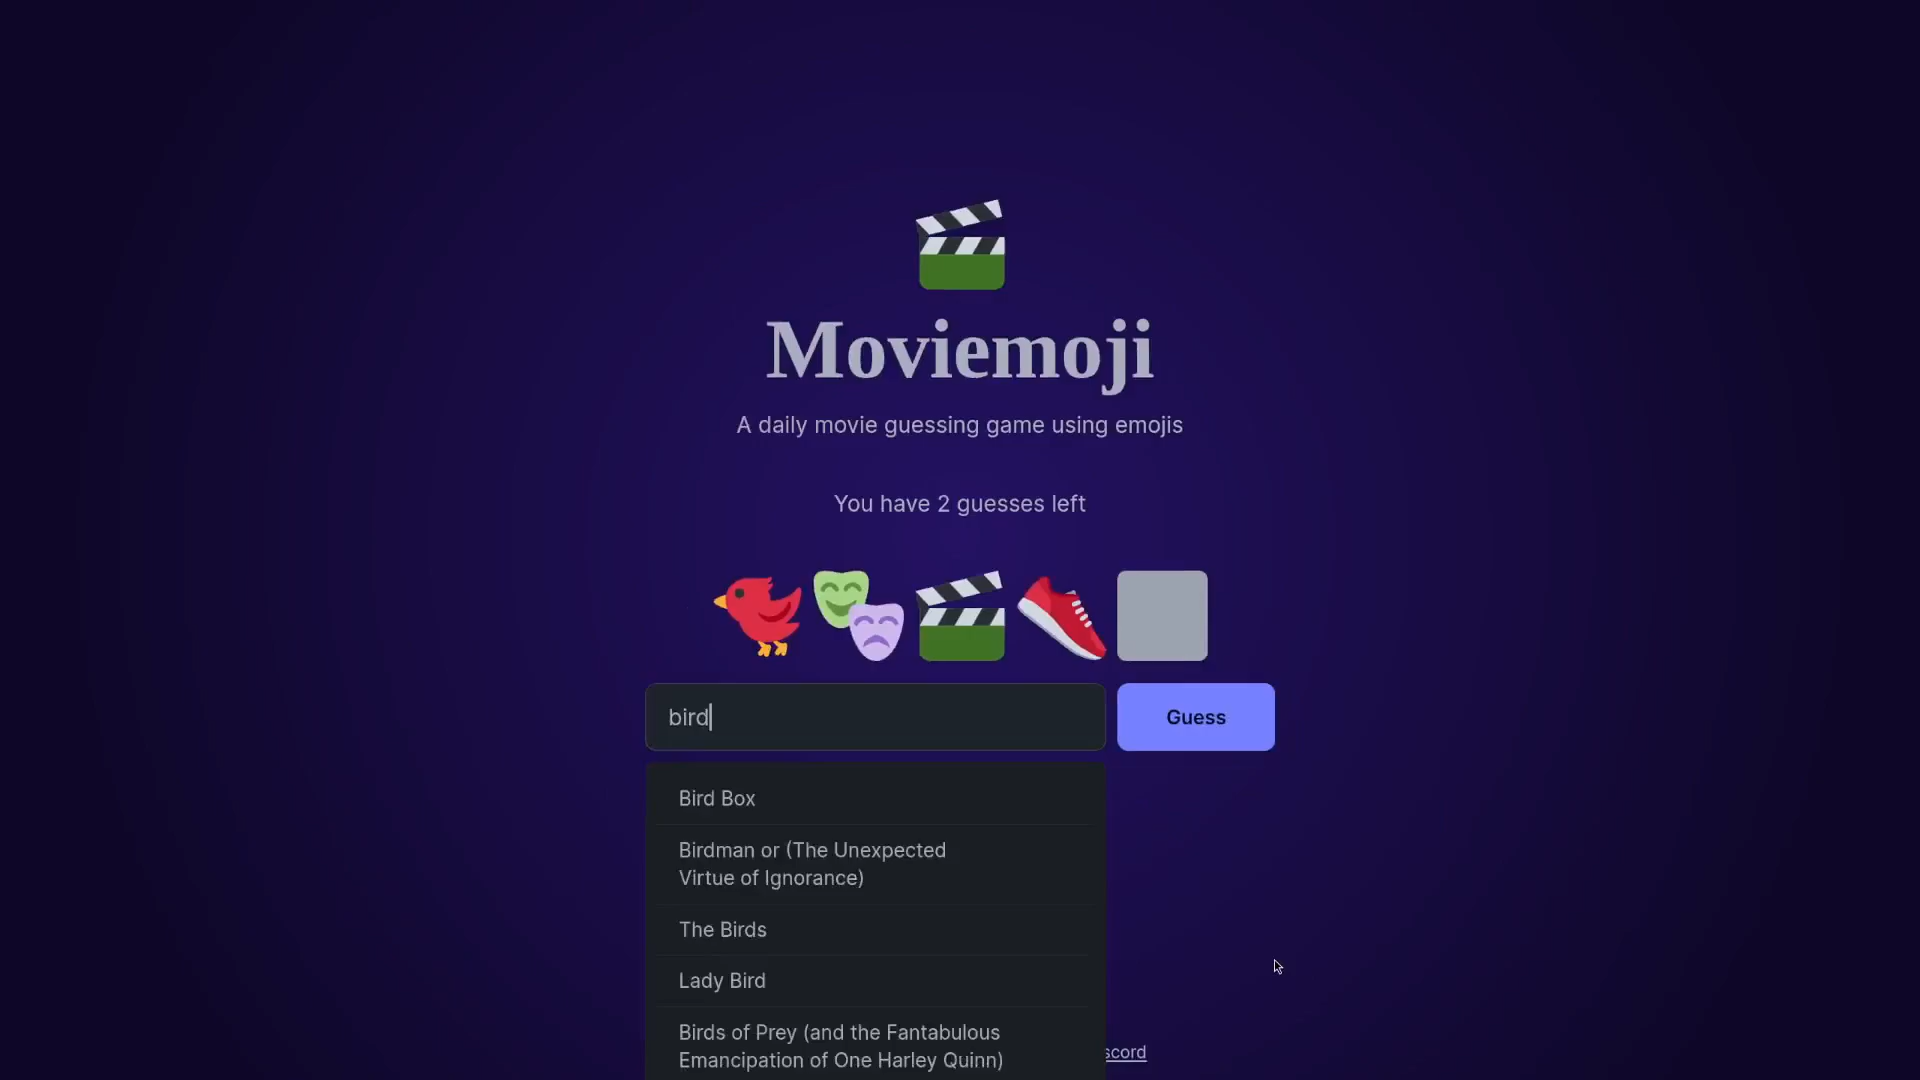 Moviemoji
A daily movie guessing game using emojis
You have 2 guesses left
bird
Guess
Bird Box
Birdman or (The Unexpected
Virtue of Ignorance)
The Birds
Lady Bird
Birds of Prey (and the Fantabulous
Emancipation of One Harley Quinn)
scord